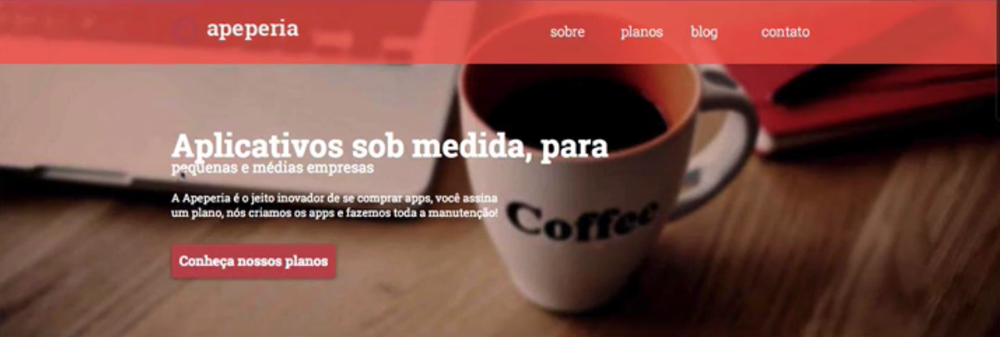 apeperia
sobre planos blog contato
Aplicativos sob medida, para
pequenas e médias empresas
A Apeperia é o jeito inovador de se comprar apps, você assina
um plano, nós criamos os apps e fazemos toda a manutenção!
Coffee
Conheça nossos planos